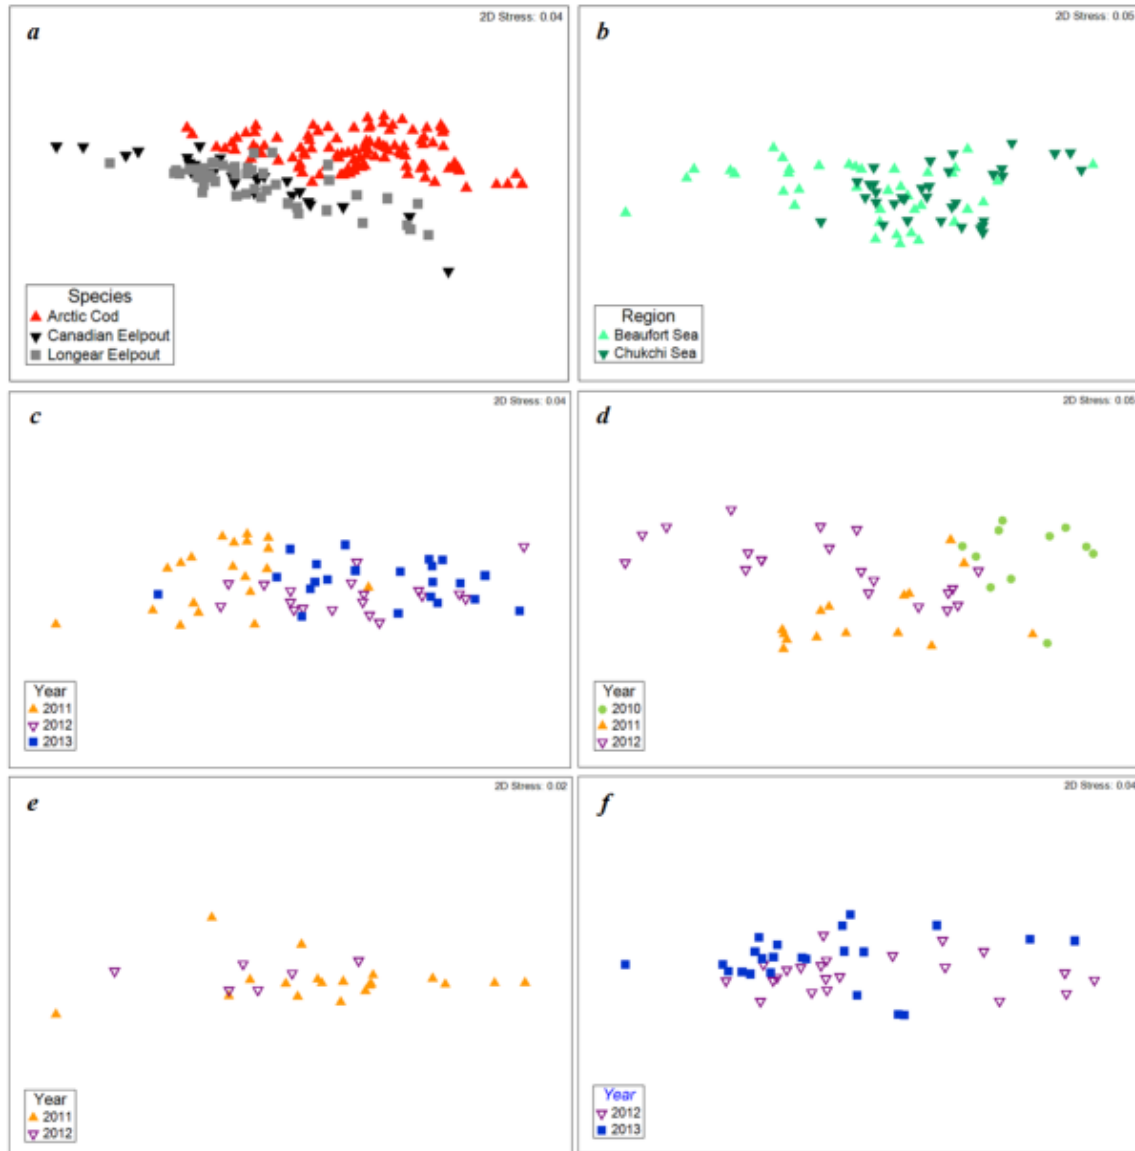 a
2D Stress: 0.04
Species
Arctic Cod
Canadian Eelpout
Longear Eelpout
b
2D Stress: 0.05
Region
Beaufort Sea
Chukchi Sea
c
2D Stress: 0.04
Year
2011
2012
2013
d
2D Stress: 0.05
Year
2010
2011
2012
e
2D Stress: 0.02
Year
2011
2012
f
2D Stress: 0.04
Year
2012
2013